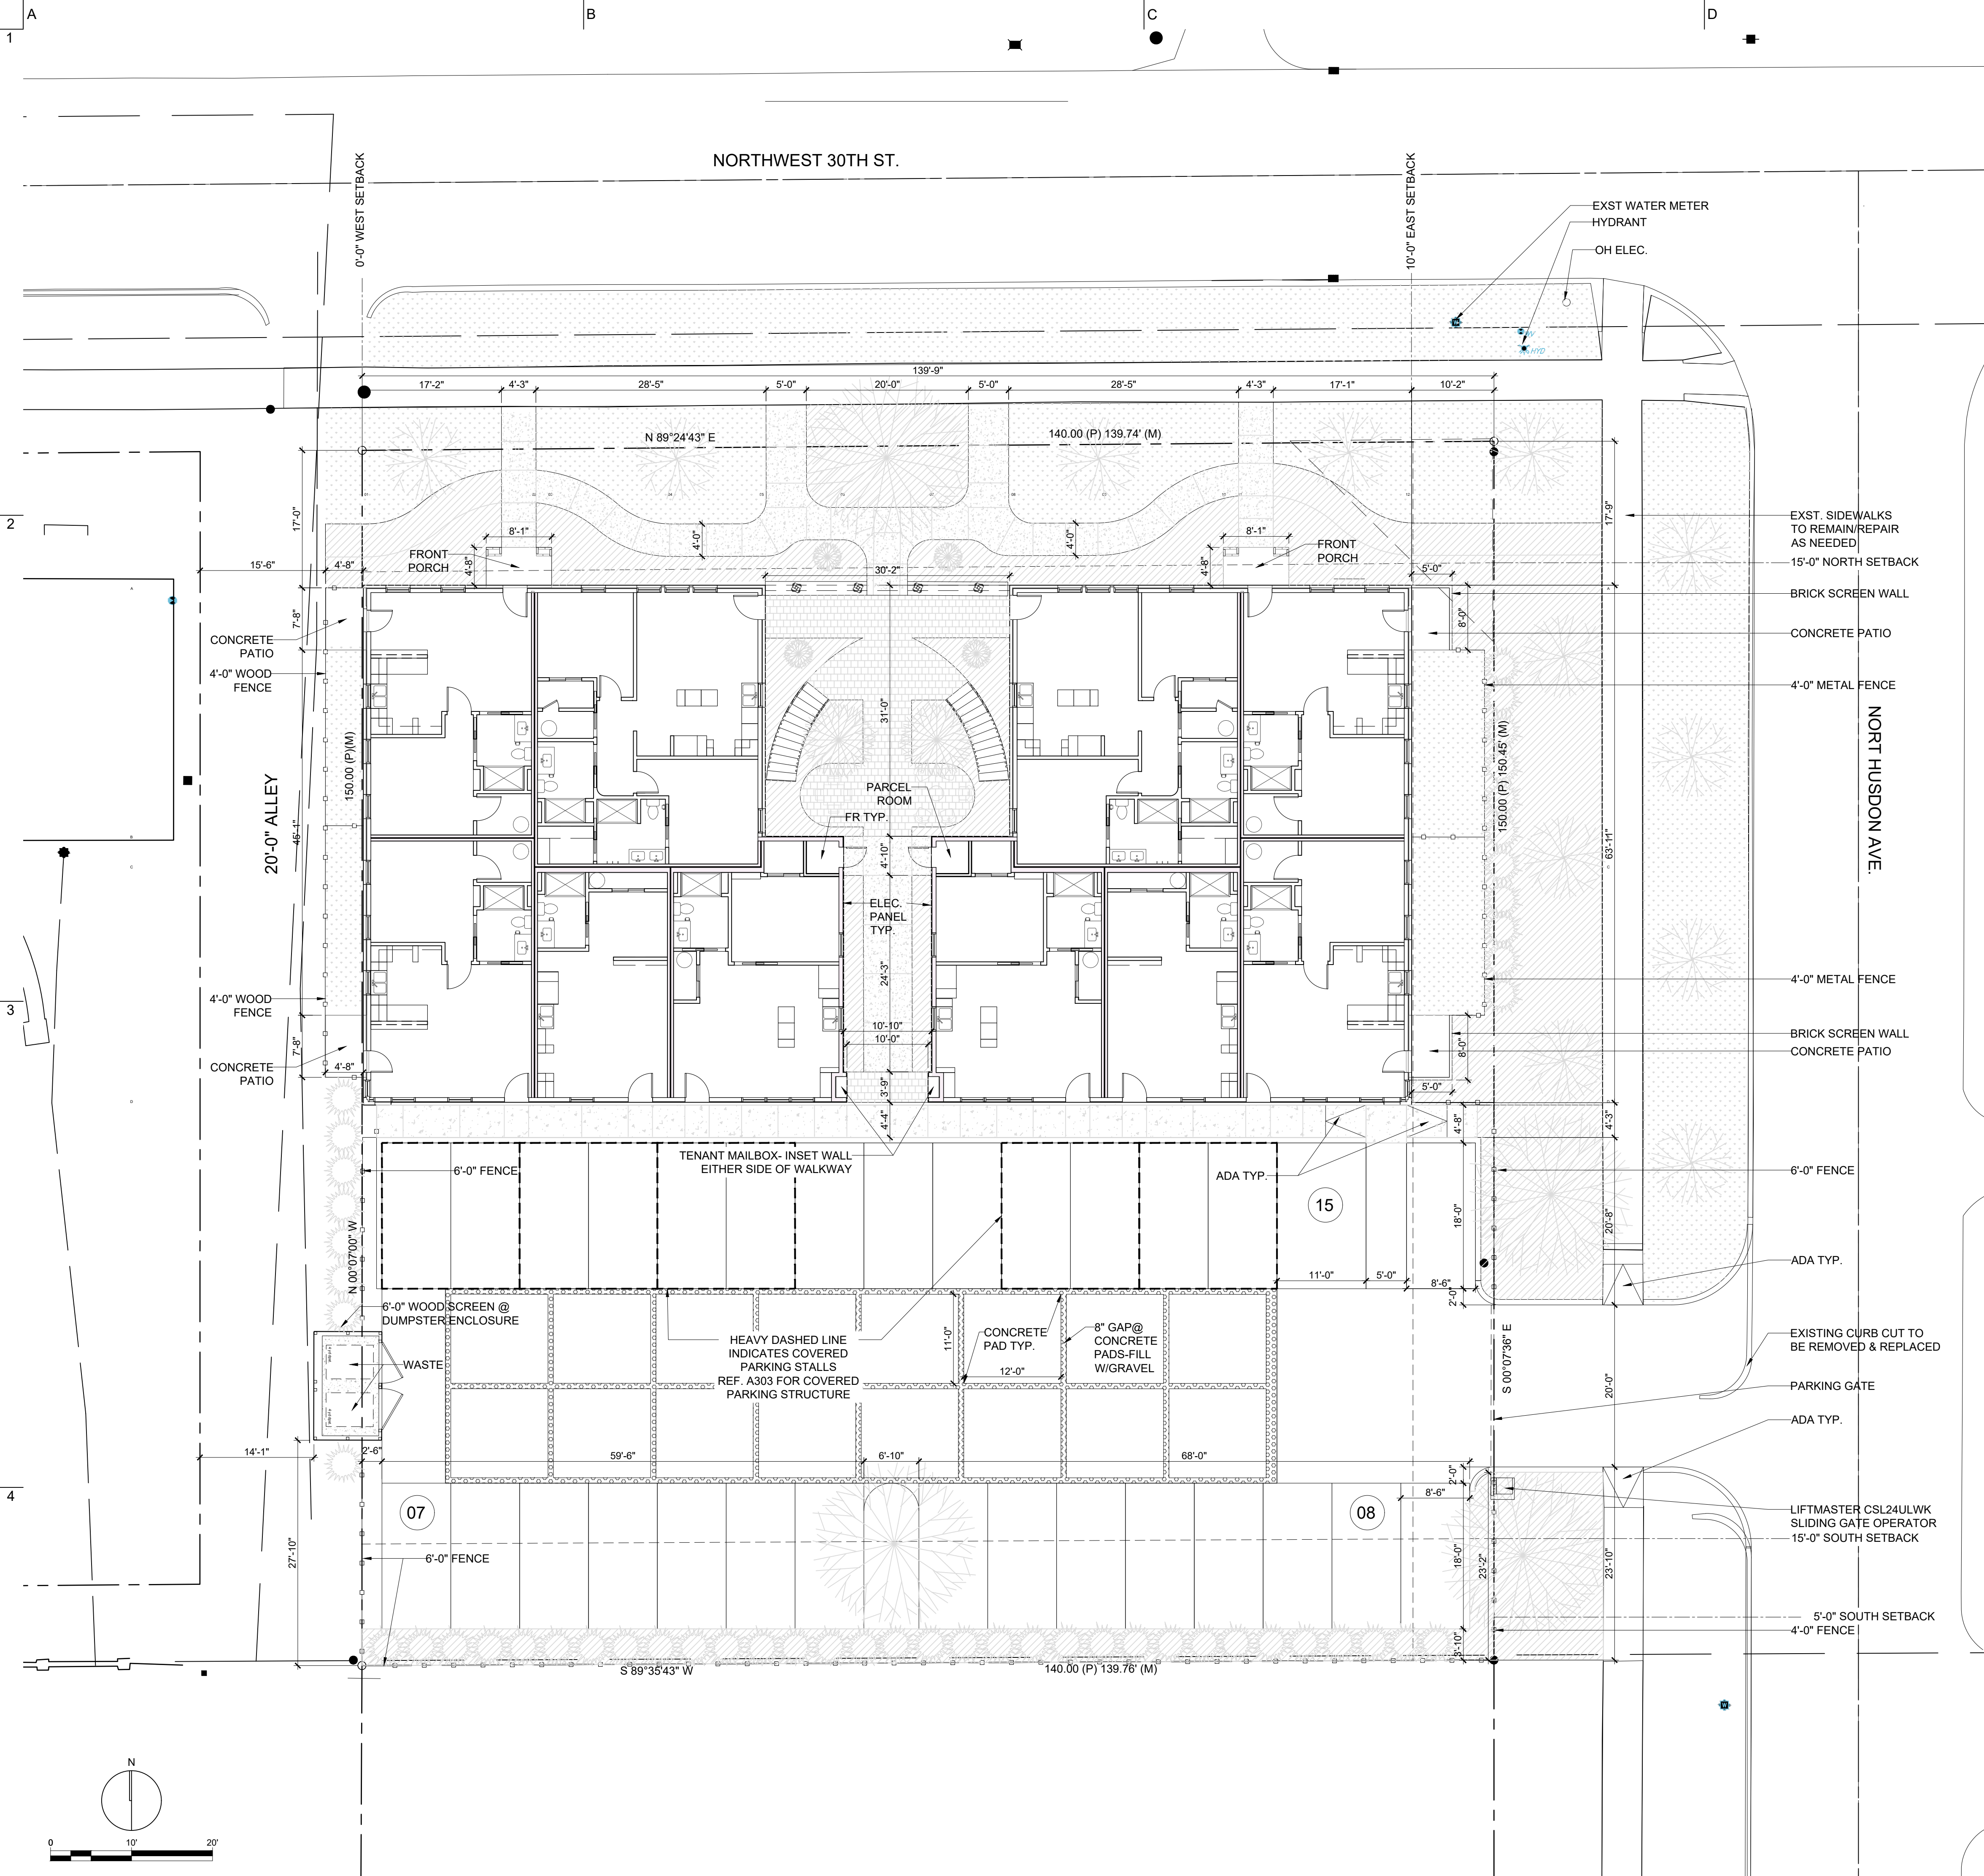 A
B
C
D
1
NORTHWEST 30TH ST.
0'-0" WEST SETBACK
10'-0" EAST SETBACK
EXST WATER METER
HYDRANT
OH ELEC.
HYD
139'-9"
17'-2"
4'-3"
28'-5"
5'-0"
20'-0"
5'-0"
28'-5"
4'-3"
17'-1"
10'-2"
N 89°24'43" E
140.00 (P) 139.74' (M)
2
17'-0"
17'-9"
EXST. SIDEWALKS
TO REMAIN/REPAIR
AS NEEDED
8'-1"
4'-0"
4'-0"
8'-1"
FRONT
PORCH
4'-8"
FRONT
PORCH
4'-8"
15'-6"
4'-8"
30'-2"
5'-0"
15'-0" NORTH SETBACK
BRICK SCREEN WALL
7'-8"
8'-0"
CONCRETE
PATIO
CONCRETE PATIO
4'-0" WOOD
FENCE
4'-0" METAL FENCE
31'-0"
20'-0" ALLEY
150.00 (P)(M)
45'-1"
150.00 (P) 150.45' (M)
NORTH HUSDON AVE.
PARCEL
ROOM
FR TYP.
4'-10"
63'-11"
ELEC.
PANEL
TYP.
24'-3"
4'-0" METAL FENCE
4'-0" WOOD
FENCE
3
10'-10"
10'-0"
BRICK SCREEN WALL
7'-8"
8'-0"
CONCRETE PATIO
CONCRETE
PATIO
4'-8"
5'-0"
3'-9"
4'-4"
4'-8"
4'-3"
TENANT MAILBOX- INSET WALL
EITHER SIDE OF WALKWAY
6'-0" FENCE
ADA TYP.
6'-0" FENCE
15
18'-0"
20'-8"
N 00°07'00" W
ADA TYP.
11'-0"
5'-0"
8'-6"
2'-0"
6'-0" WOOD SCREEN @
DUMPSTER ENCLOSURE
HEAVY DASHED LINE
INDICATES COVERED
PARKING STALLS
REF. A303 FOR COVERED
PARKING STRUCTURE
11'-0"
CONCRETE
PAD TYP.
12'-0"
8" GAP@
CONCRETE
PADS-FILL
W/GRAVEL
WASTE
S 00°07'36" E
EXISTING CURB CUT TO
BE REMOVED & REPLACED
PARKING GATE
20'-0"
ADA TYP.
14'-1"
2'-6"
59'-6"
6'-10"
68'-0"
2'-0"
8'-6"
4
07
08
LIFTMASTER CSL24ULWK
SLIDING GATE OPERATOR
15'-0" SOUTH SETBACK
27'-10"
6'-0" FENCE
18'-0"
23'-2"
23'-10"
5'-0" SOUTH SETBACK
4'-0" FENCE
3'-10"
S 89°35'43" W
140.00 (P) 139.76' (M)
N
0
10'
20'